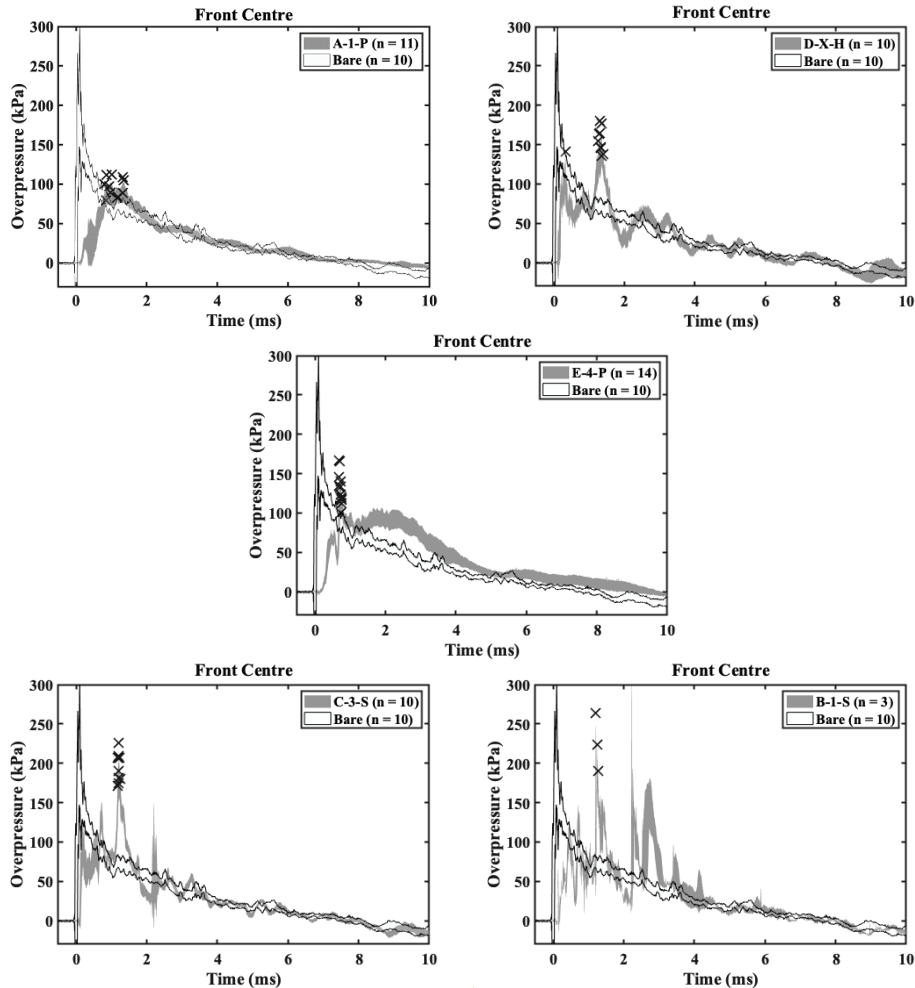 Front Centre
Overpressure (kPa)
300
250
200
150
100
50
0
A-1-P (n = 11)
Bare (n = 10)
0 2 4 6 8 10
Time (ms)
Front Centre
Overpressure (kPa)
300
250
200
150
100
50
0
D-X-H (n = 10)
Bare (n = 10)
0 2 4 6 8 10
Time (ms)
Front Centre
Overpressure (kPa)
300
250
200
150
100
50
0
E-4-P (n = 14)
Bare (n = 10)
0 2 4 6 8 10
Time (ms)
Front Centre
Overpressure (kPa)
300
250
200
150
100
50
0
C-3-S (n = 10)
Bare (n = 10)
0 2 4 6 8 10
Time (ms)
Front Centre
Overpressure (kPa)
300
250
200
150
100
50
0
B-1-S (n = 3)
Bare (n = 10)
0 2 4 6 8 10
Time (ms)